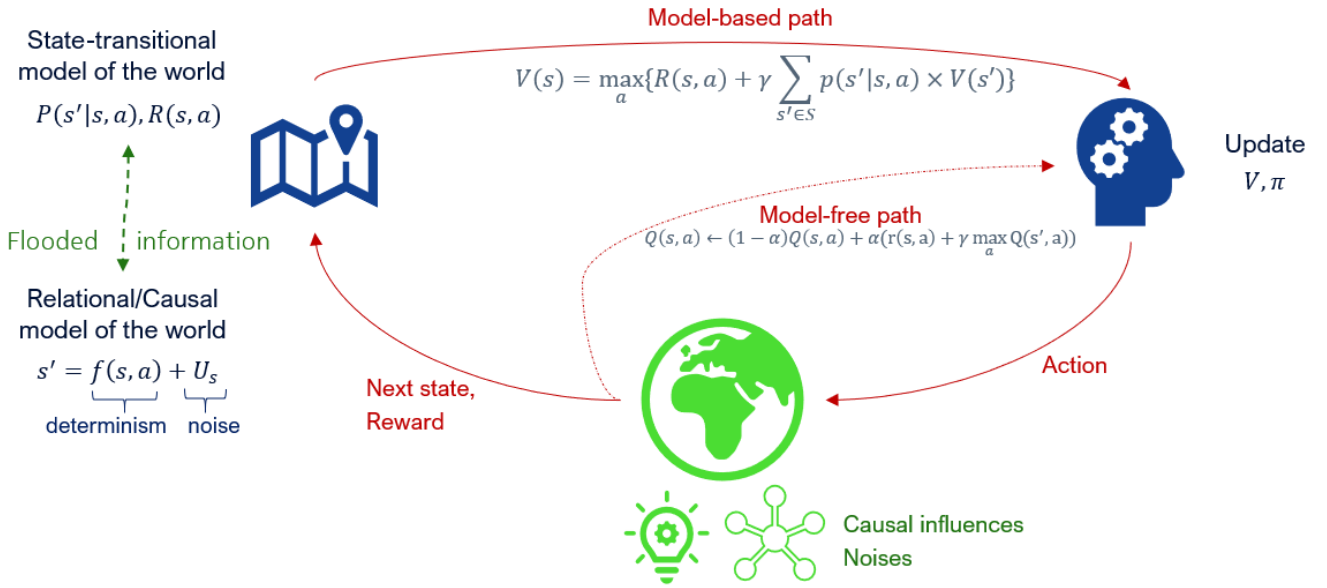 Model-based path
State-transitional
model of the world
P(s'|s, a), R(s, a)
V(s) = max{R(s, a) + γ ∑ p(s'|s, a) × V(s')}
a
s'∈S
Update
V, π
Model-free path
Q(s, a) ← (1 − α)Q(s, a) + α(r(s, a) + γ max Q(s', a))
a
Flooded information
Relational/Causal
model of the world
s' = f(s, a) + U_s
determinism noise
Next state,
Reward
Action
Causal influences
Noises